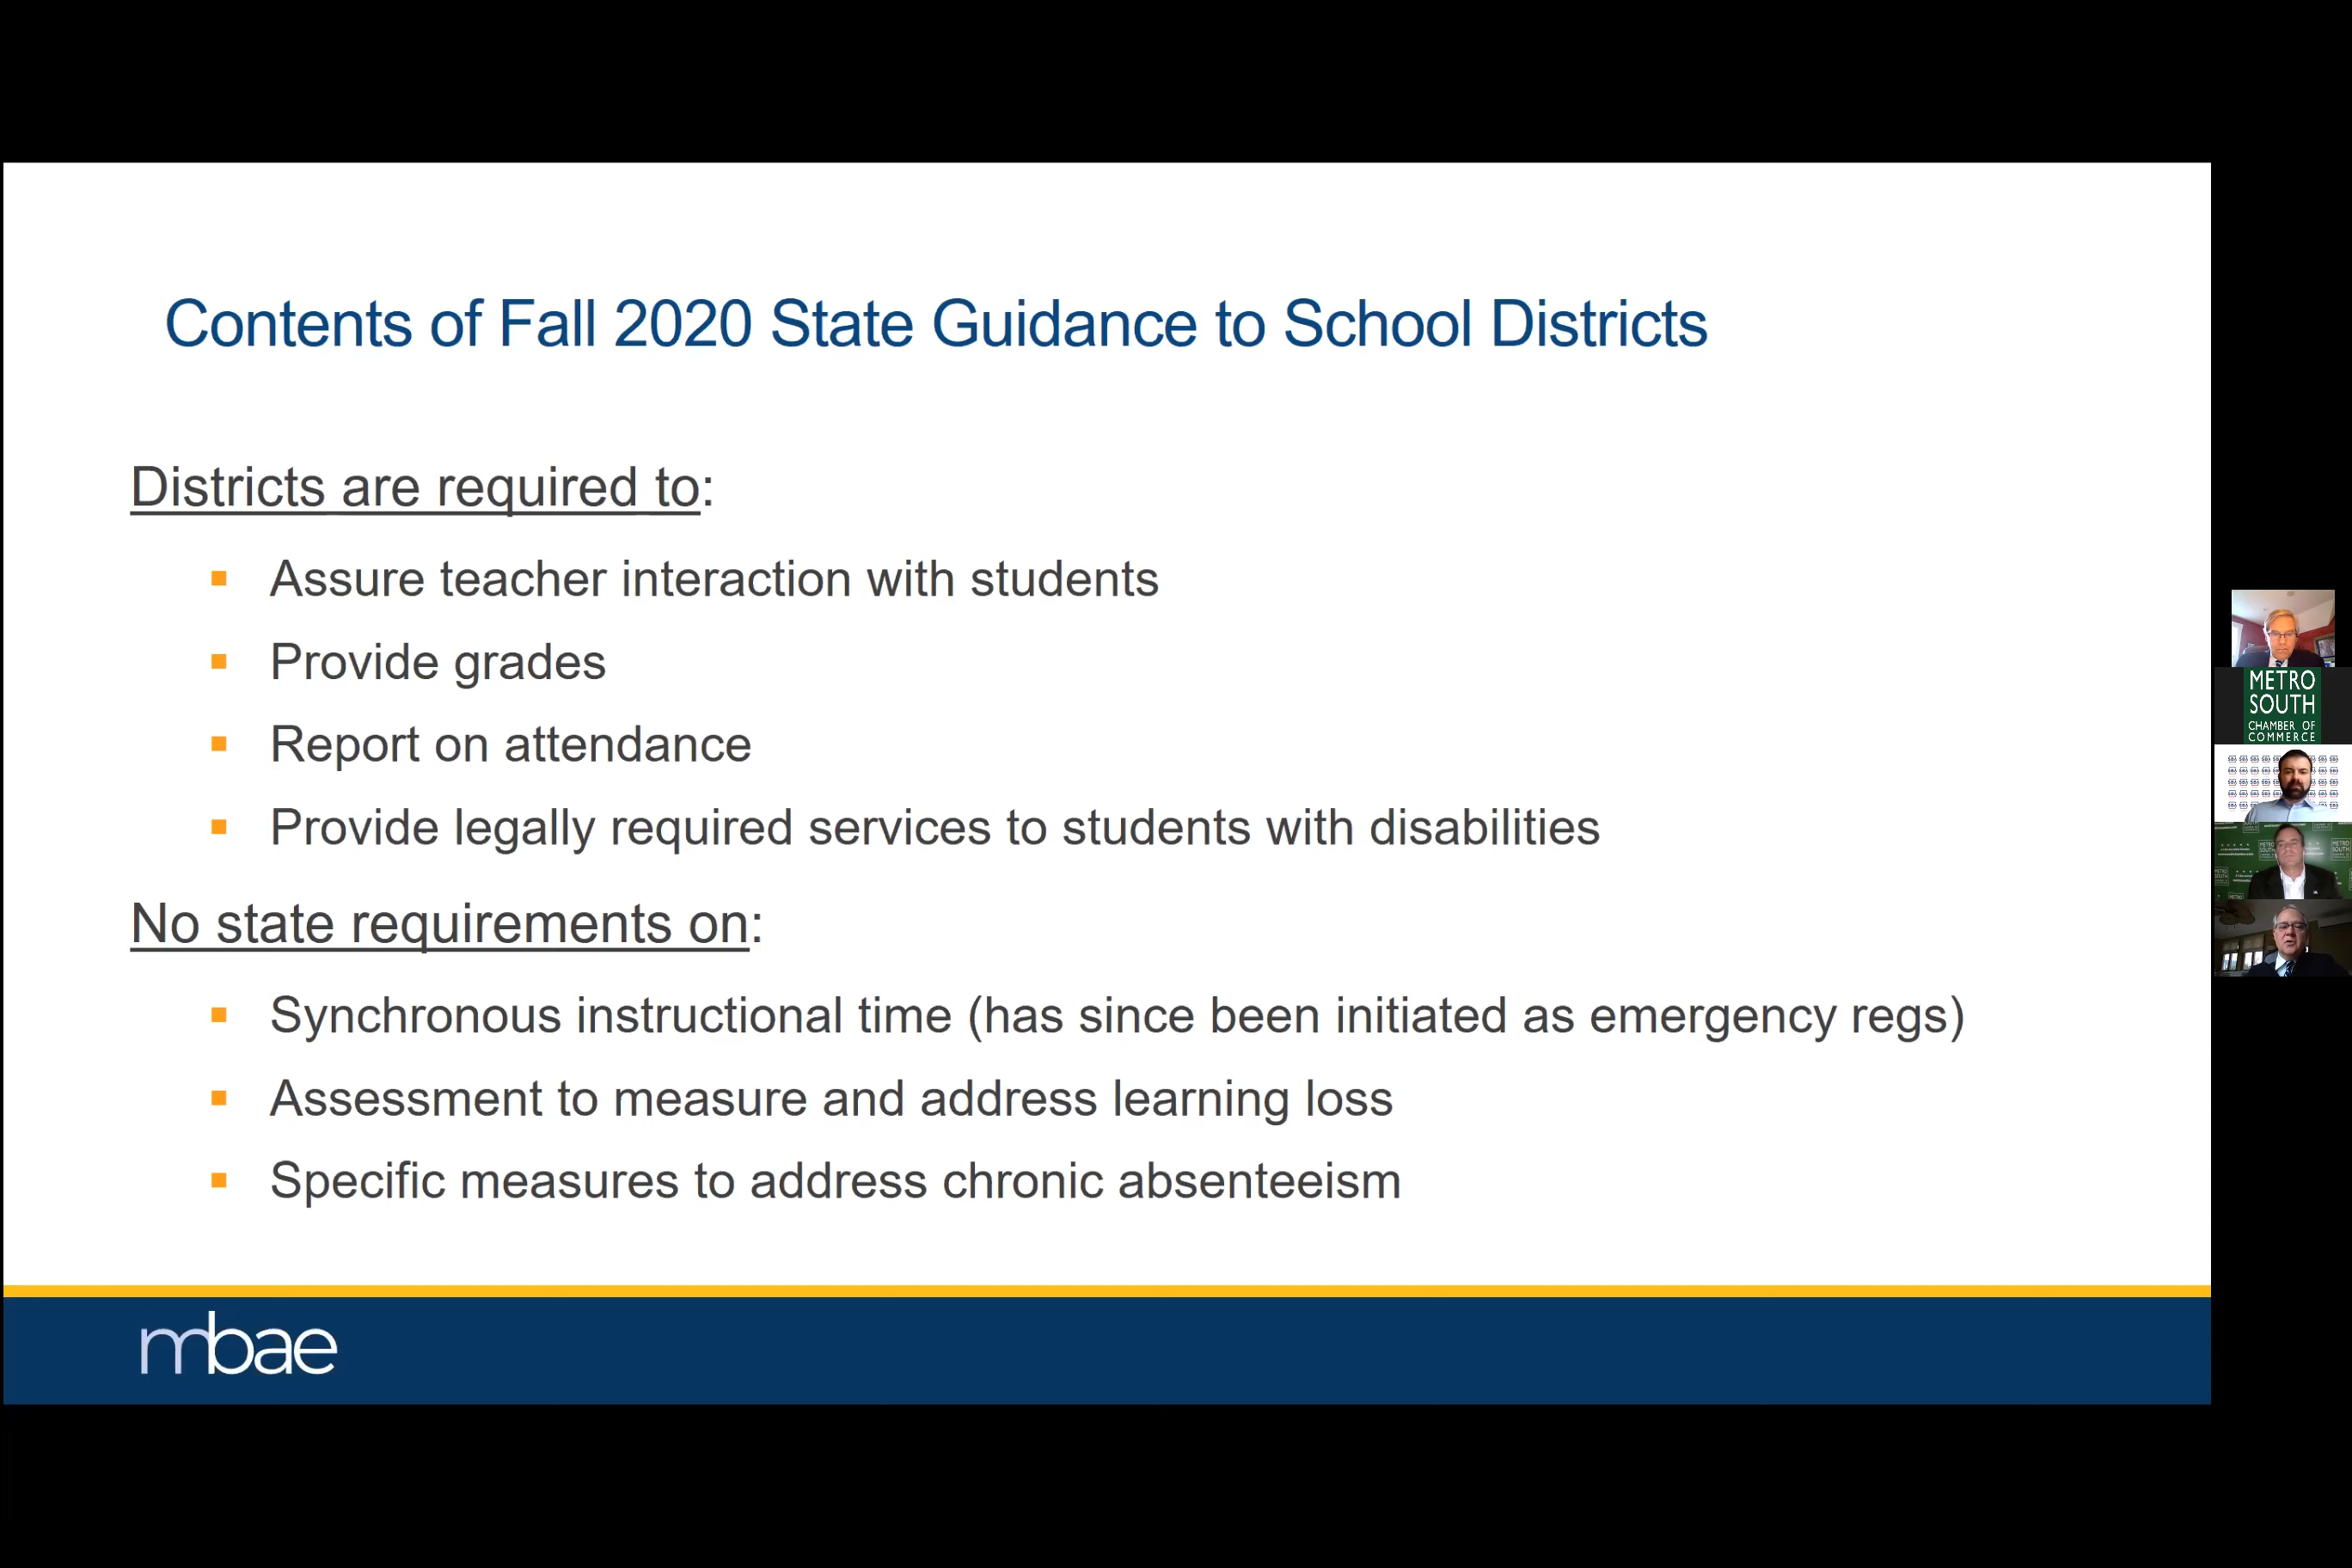 Contents of Fall 2020 State Guidance to School Districts
Districts are required to:
Assure teacher interaction with students
Provide grades
Report on attendance
Provide legally required services to students with disabilities
No state requirements on:
Synchronous instructional time (has since been initiated as emergency regs)
Assessment to measure and address learning loss
Specific measures to address chronic absenteeism
mbae
METRO
SOUTH
CHAMBER OF
COMMERCE